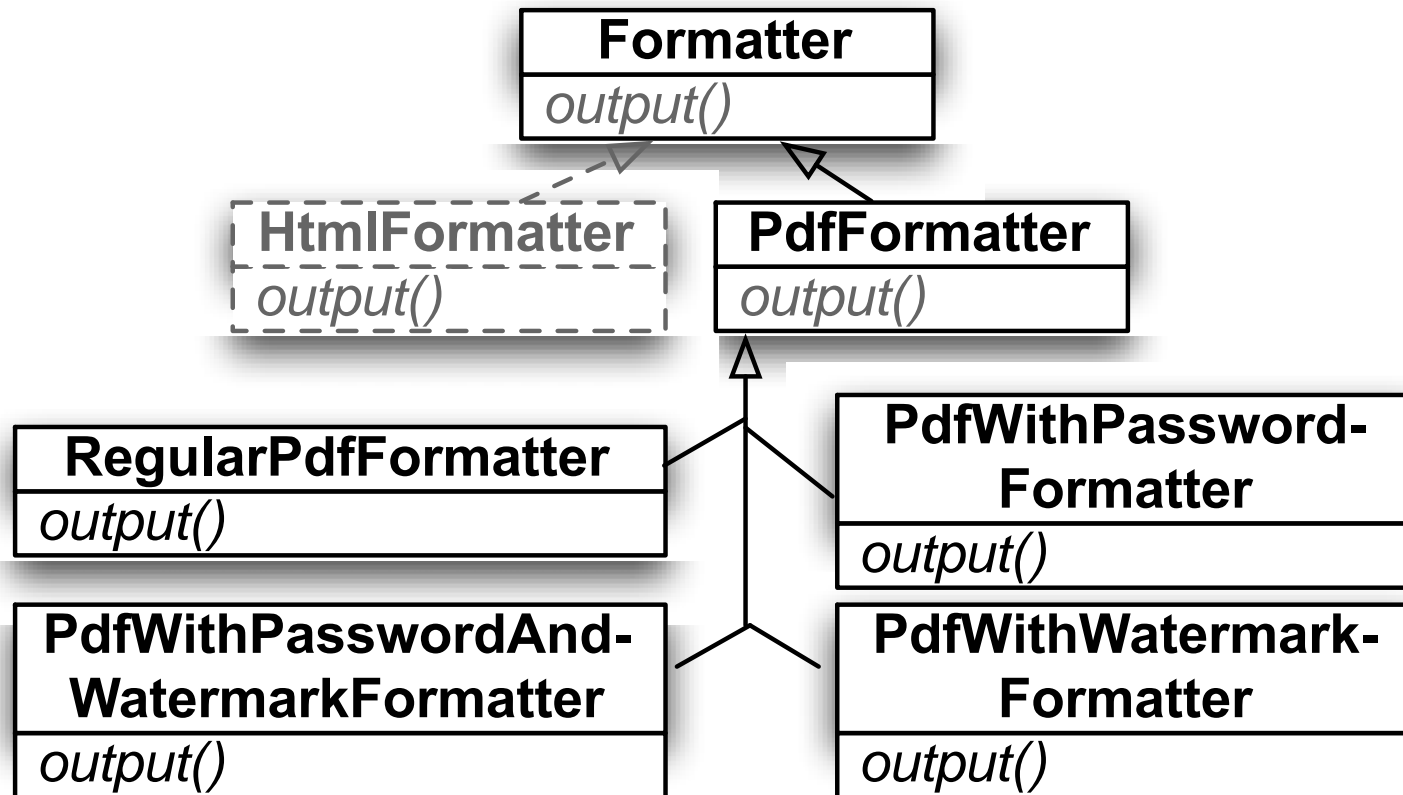 Formatter
output()
HtmlFormatter
output()
PdfFormatter
output()
RegularPdfFormatter
output()
PdfWithPassword-
Formatter
output()
PdfWithPasswordAnd-
WatermarkFormatter
output()
PdfWithWatermark-
Formatter
output()